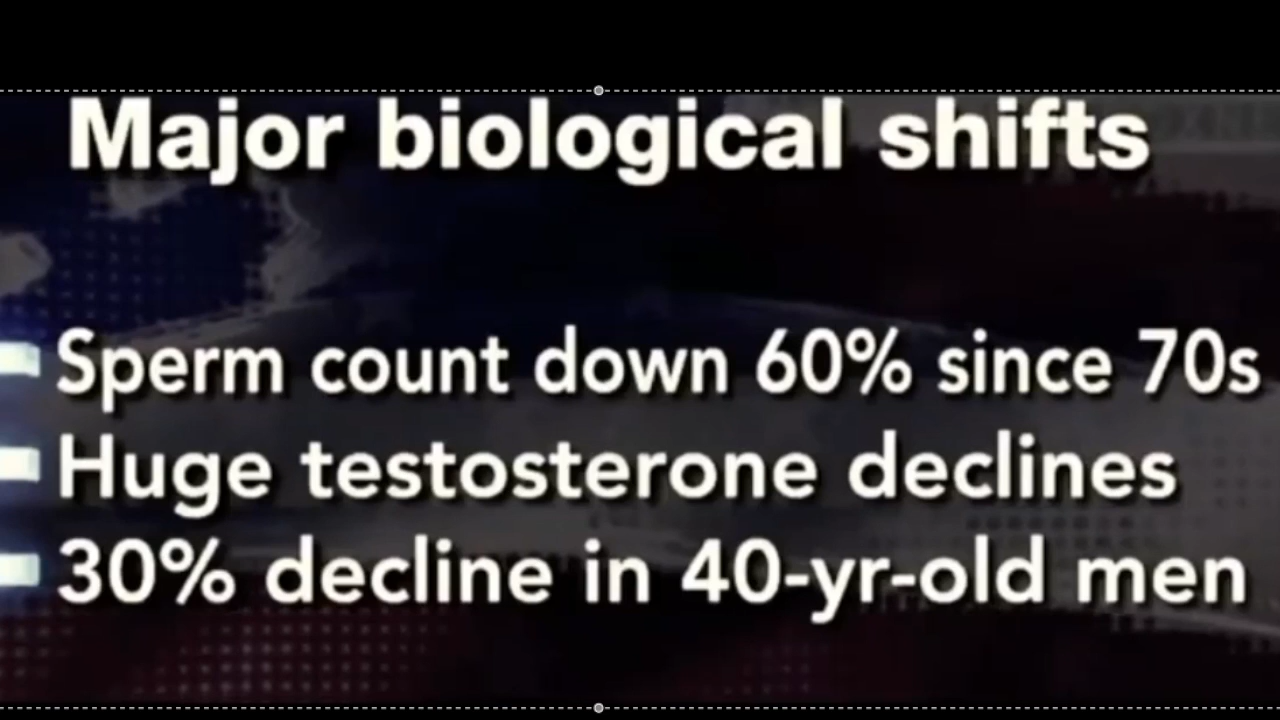 Major biological shifts
Sperm count down 60% since 70s
Huge testosterone declines
30% decline in 40-yr-old men